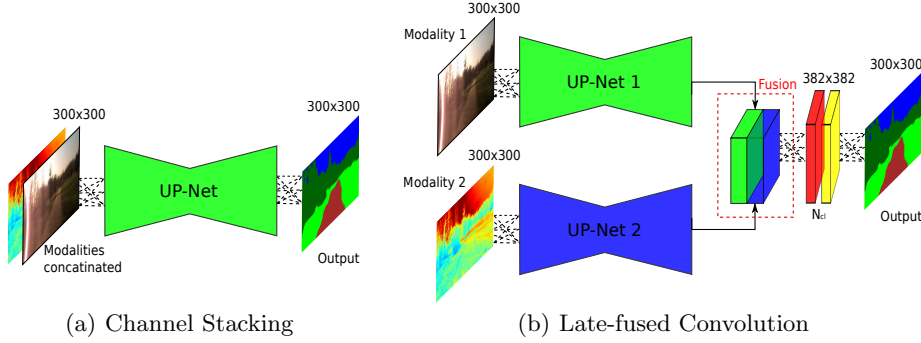 300x300
UP-Net
300x300
Modalities
concatinated
Output
(a) Channel Stacking
300x300
Modality 1
UP-Net 1
Fusion
382x382
300x300
300x300
Modality 2
UP-Net 2
N_cl
Output
(b) Late-fused Convolution